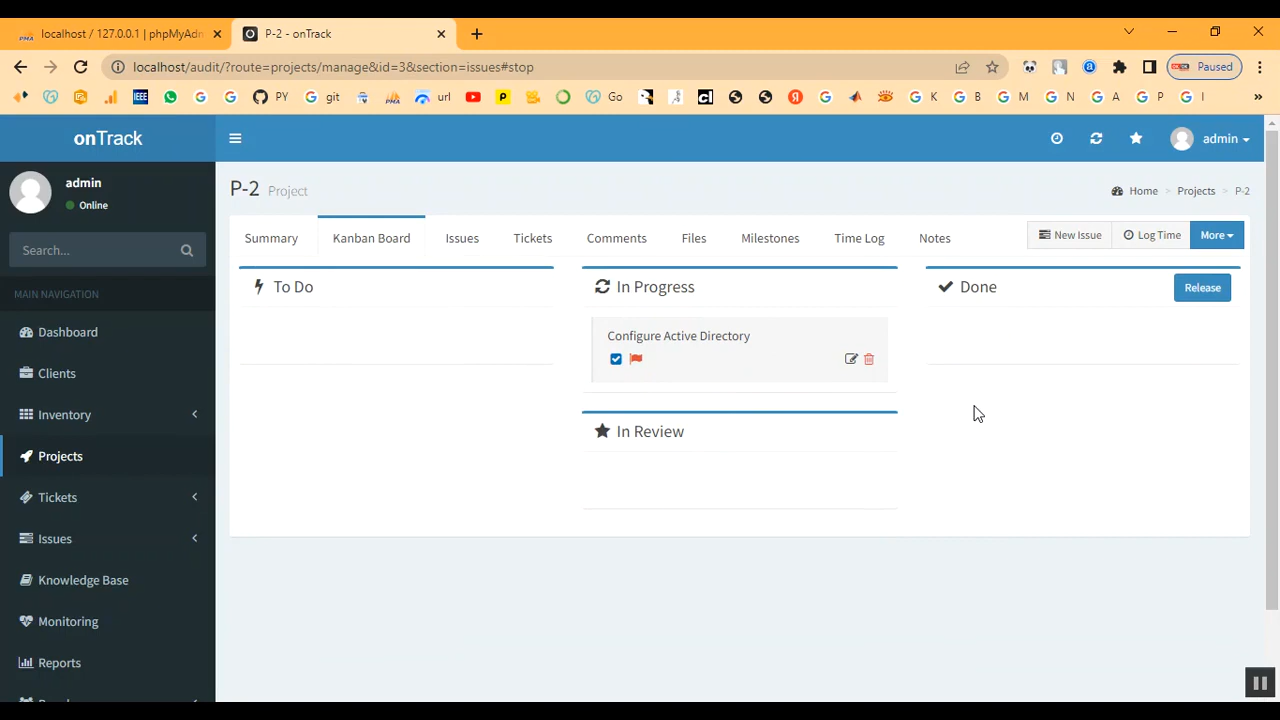 localhost / 127.0.0.1 | phpMyAdn
P-2 - onTrack
localhost/audit/?route=projects/manage&id=3&section=issues#stop
Paused
PY
git
url
Go
K
B
M
N
A
P
I
onTrack
admin
P-2 Project
Home > Projects > P-2
admin
Online
Search...
MAIN NAVIGATION
Dashboard
Clients
Inventory
Projects
Tickets
Issues
Knowledge Base
Monitoring
Reports
Summary
Kanban Board
Issues
Tickets
Comments
Files
Milestones
Time Log
Notes
New Issue
Log Time
More
To Do
In Progress
Configure Active Directory
In Review
Done
Release